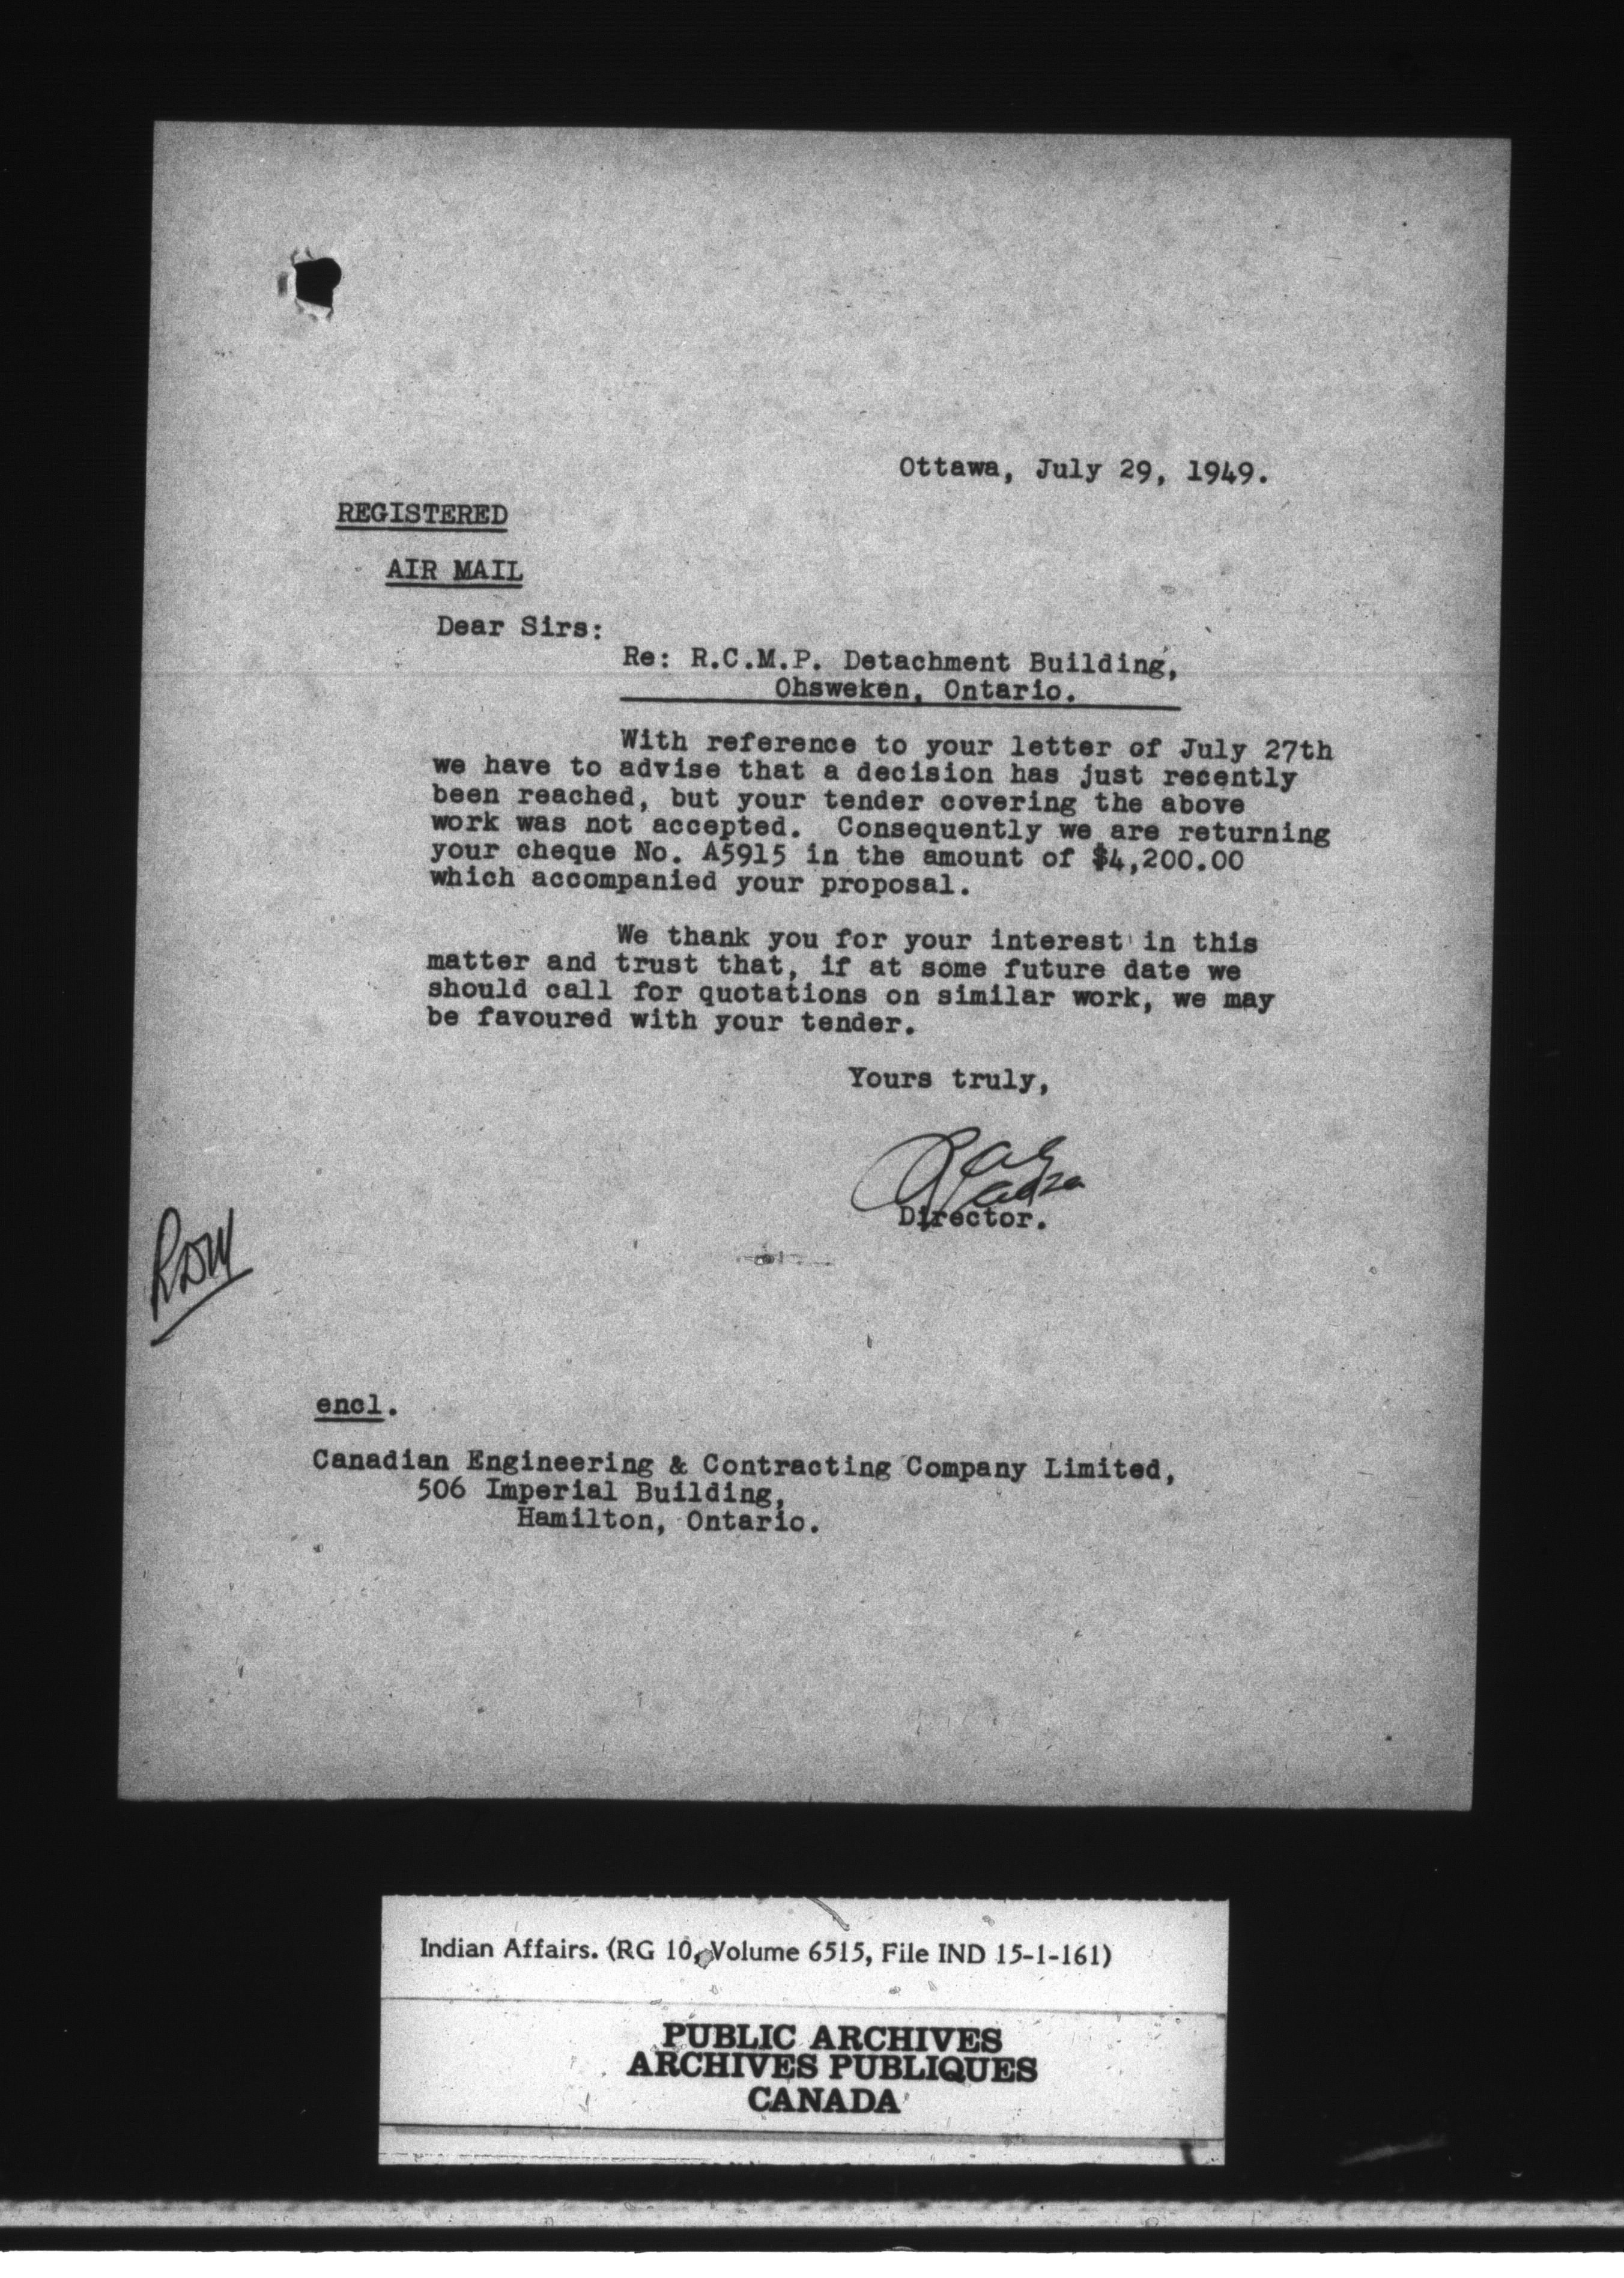 Ottawa, July 29, 1949.
REGISTERED
AIR MAIL
Dear Sirs:
Re: R.C.M.P. Detachment Building,
Ohsweken, Ontario.
With reference to your letter of July 27th
we have to advise that a decision has just recently
been reached, but your tender covering the above
work was not accepted. Consequently we are returning
your cheque No. A5915 in the amount of $4,200.00
which accompanied your proposal.
We thank you for your interest in this
matter and trust that, if at some future date we
should call for quotations on similar work, we may
be favoured with your tender.
Yours truly,
Director.
encl.
Canadian Engineering & Contracting Company Limited,
506 Imperial Building,
Hamilton, Ontario.
Indian Affairs. (RG 10, Volume 6515, File IND 15-1-161)
PUBLIC ARCHIVES
ARCHIVES PUBLIQUES
CANADA